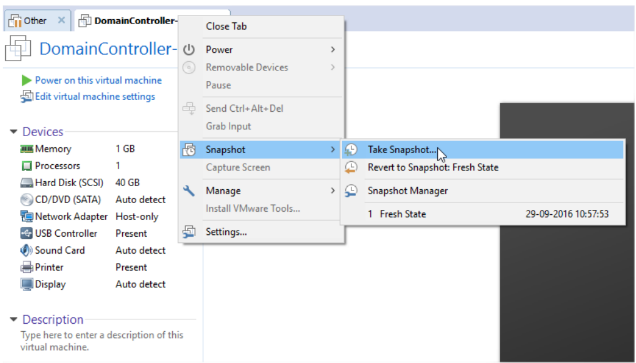 Other × DomainController-
DomainController-
Power on this virtual machine
Edit virtual machine settings
Devices
Memory 1 GB
Processors 1
Hard Disk (SCSI) 40 GB
CD/DVD (SATA) Auto detect
Network Adapter Host-only
USB Controller Present
Sound Card Auto detect
Printer Present
Display Auto detect
Description
Type here to enter a description of this
virtual machine.
Close Tab
Power
Removable Devices
Pause
Send Ctrl+Alt+Del
Grab Input
Snapshot
Capture Screen
Manage
Install VMware Tools...
Settings...
Take Snapshot...
Revert to Snapshot: Fresh State
Snapshot Manager
1 Fresh State 29-09-2016 10:57:53